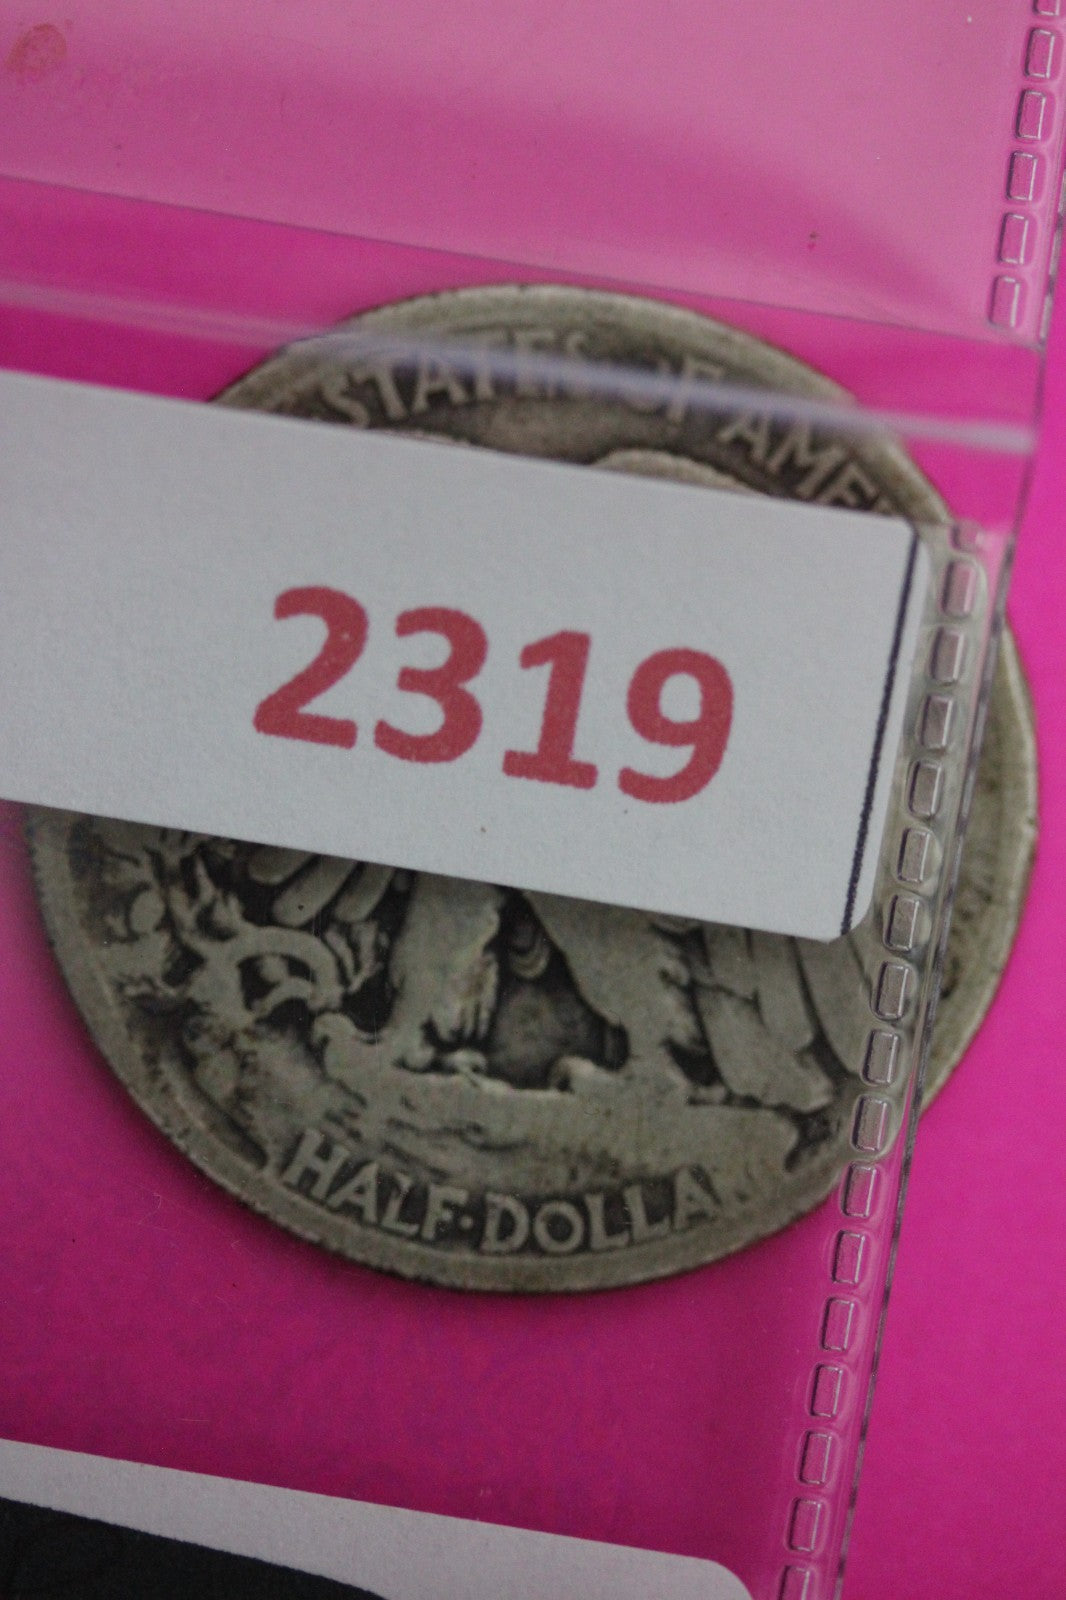 STATES OF AME
2319
HALF·DOLLA